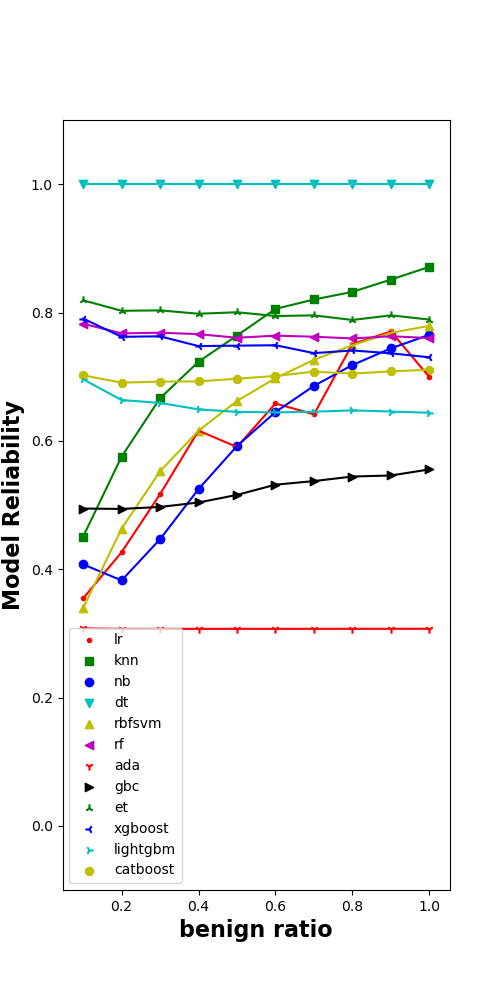 1.0
0.8
0.6
0.4
0.2
0.0
Model Reliability
lr
knn
nb
dt
rbfsvm
rf
ada
gbc
et
xgboost
lightgbm
catboost
0.2 0.4 0.6 0.8 1.0
benign ratio